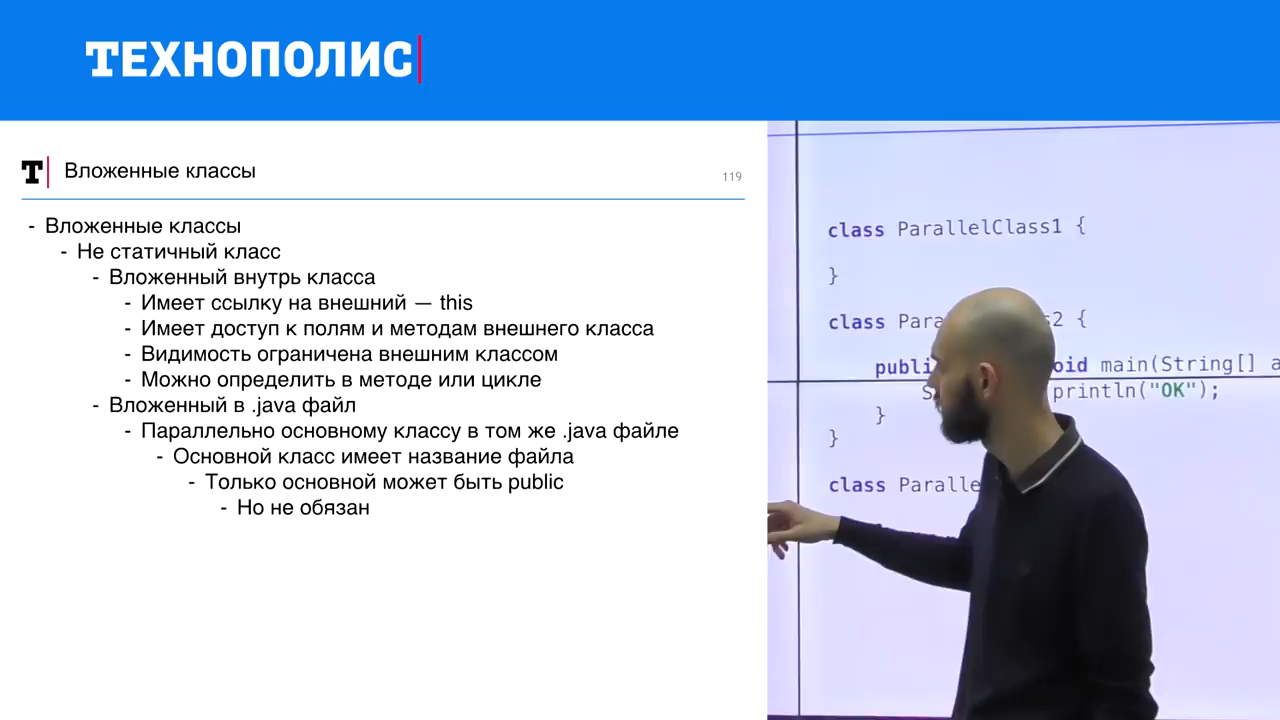 ТЕХНОПОЛИС
Т Вложенные классы
119
- Вложенные классы
- Не статичный класс
- Вложенный внутрь класса
- Имеет ссылку на внешний — this
- Имеет доступ к полям и методам внешнего класса
- Видимость ограничена внешним классом
- Можно определить в методе или цикле
- Вложенный в .java файл
- Параллельно основному классу в том же .java файле
- Основной класс имеет название файла
- Только основной может быть public
- Но не обязан
class ParallelClass1 {
}
class Para s2 {
publi oid main(String[] a
S println("OK");
}
}
class Paralle